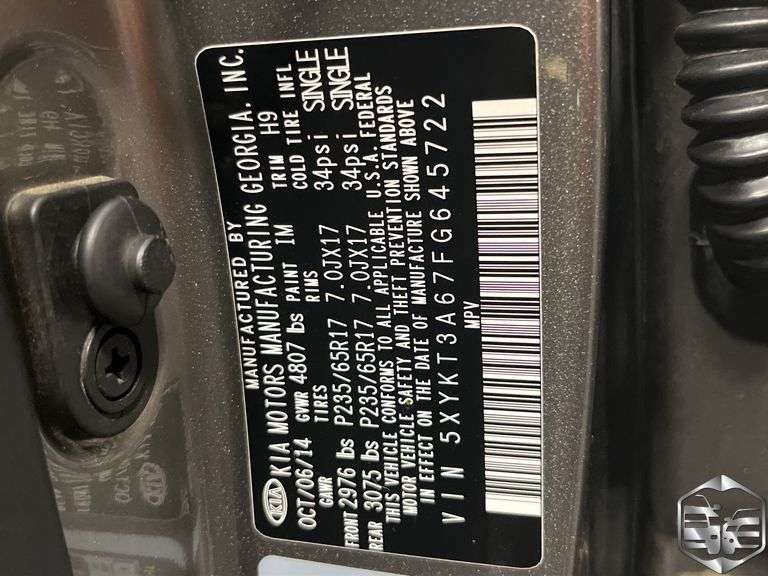 MANUFACTURED BY
KIA KIA MOTORS MANUFACTURING GEORGIA, INC.
OCT/06/14 GVWR 4807 lbs PAINT IM TRIM H9
GAWR TIRES RIMS COLD TIRE INFL
FRONT 2976 lbs P235/65R17 7.0JX17 34psi SINGLE
REAR 3075 lbs P235/65R17 7.0JX17 34psi SINGLE
THIS VEHICLE CONFORMS TO ALL APPLICABLE U.S.A. FEDERAL
MOTOR VEHICLE SAFETY AND THEFT PREVENTION STANDARDS
IN EFFECT ON THE DATE OF MANUFACTURE SHOWN ABOVE
VIN 5XYKT3A67FG645722
MPV